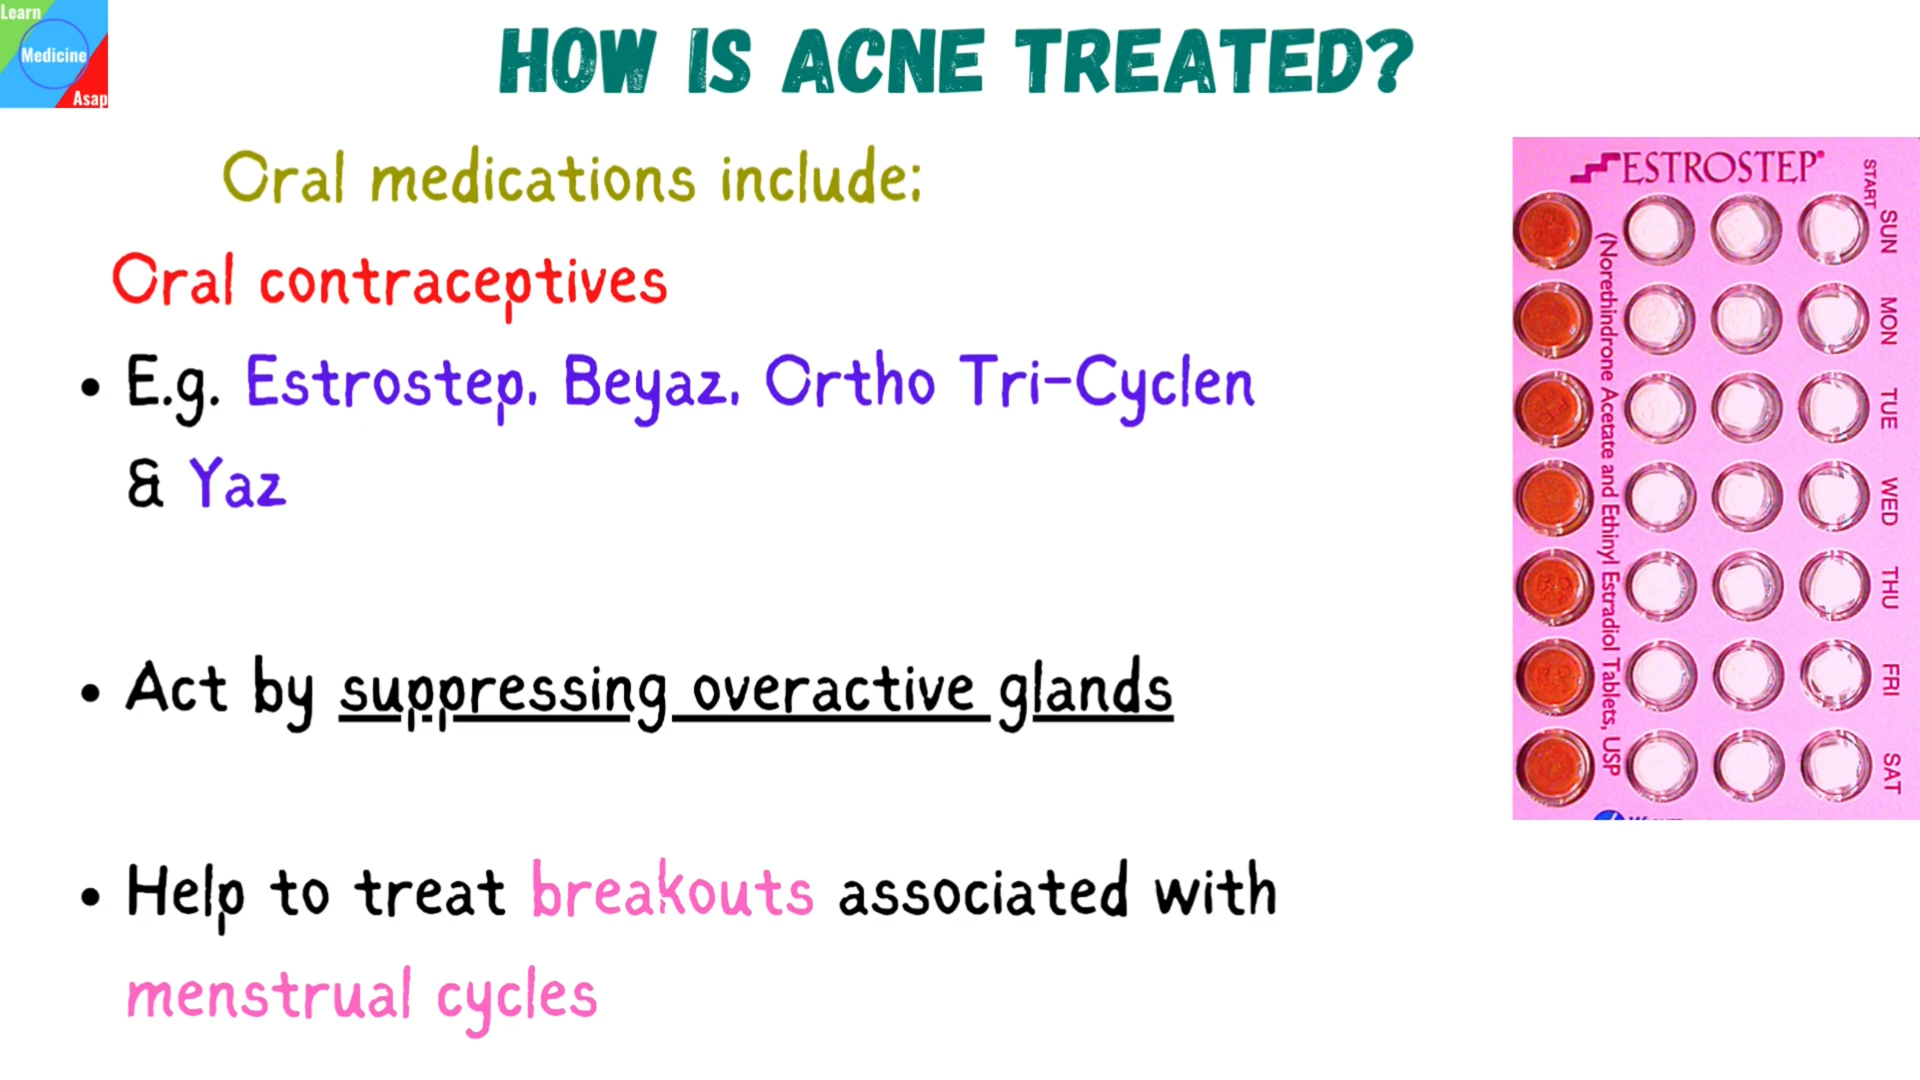 Learn
Medicine
Asap
HOW IS ACNE TREATED?
Oral medications include:
Oral contraceptives
• E.g. Estrostep, Beyaz, Ortho Tri-Cyclen
& Yaz
• Act by suppressing overactive glands
• Help to treat breakouts associated with
menstrual cycles
ESTROSTEP®
START
SUN
MON
TUE
WED
THU
FRI
SAT
(Norethindrone Acetate and Ethinyl Estradiol Tablets, USP